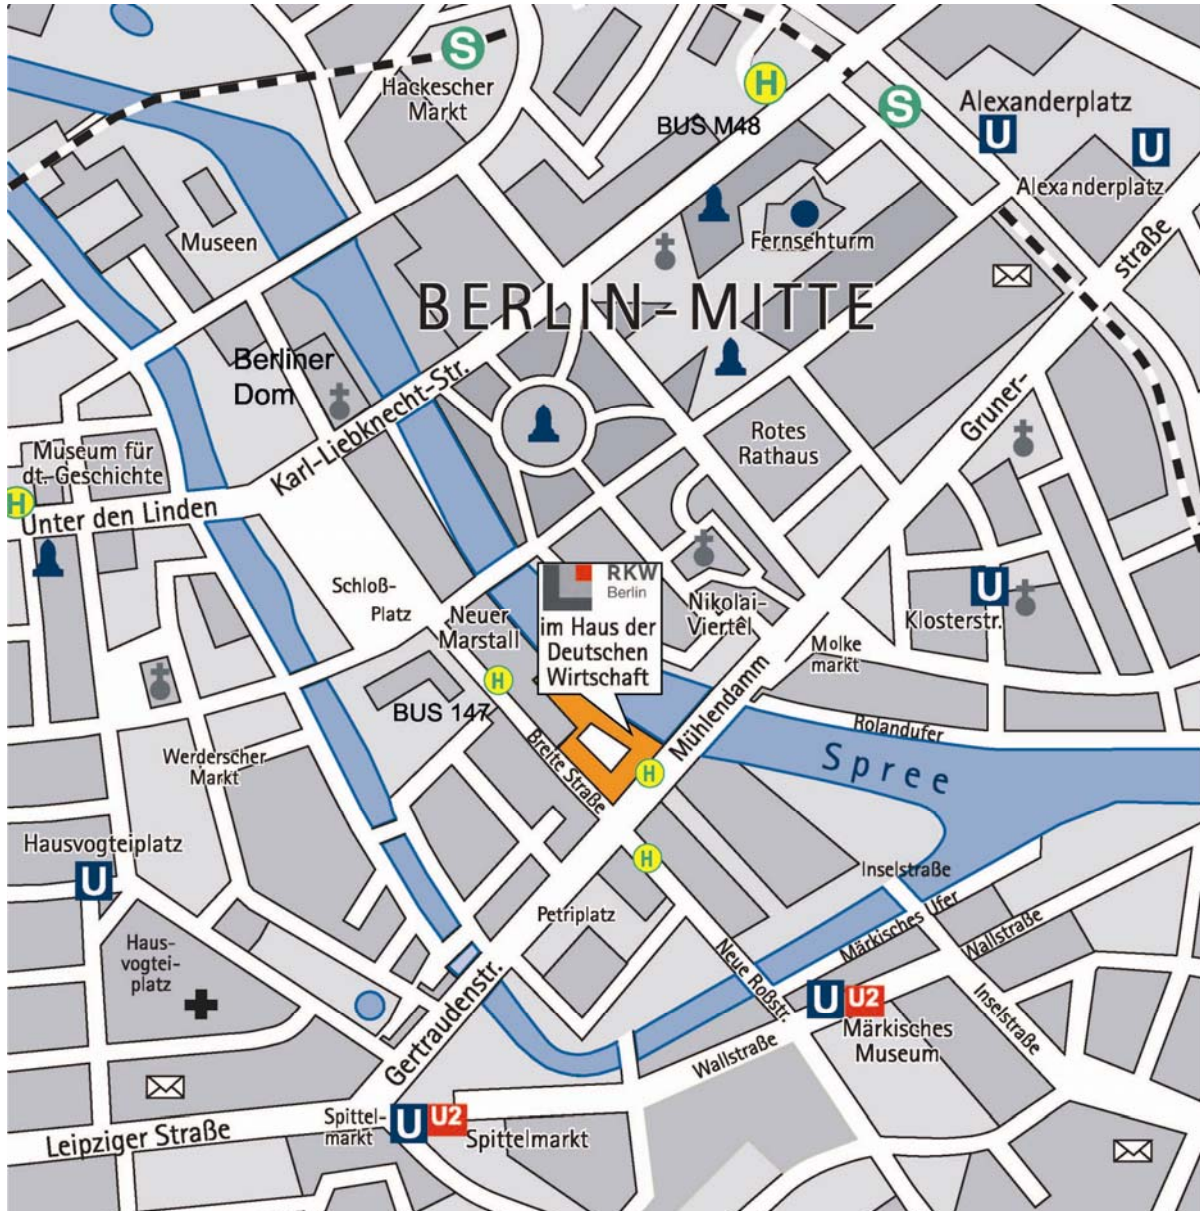 S
Hackescher
Markt
H
BUS M48
S
Alexanderplatz
U
U
Alexanderplatz
Museen
Fernsehturm
straße
BERLIN-MITTE
Berliner
Dom
Karl-Liebknecht-Str.
Gruner-
Rotes
Rathaus
Museum für
dt. Geschichte
H
Unter den Linden
Schloß-
Platz
Neuer
Marstall
RKW
Berlin
im Haus der
Deutschen
Wirtschaft
Nikolai-
Viertel
U
Klosterstr.
Molke
markt
H
BUS 147
Mühlendamm
Rolandufer
Breite Straße
Spree
Werderscher
Markt
H
H
Hausvogteiplatz
U
Inselstraße
Petriplatz
Märkisches Ufer
Wallstraße
Haus-
vogtei-
platz
Neue Roßstr.
Gertraudenstr.
U U2
Märkisches
Museum
Inselstraße
Wallstraße
Leipziger Straße
Spittel-
markt
U U2
Spittelmarkt